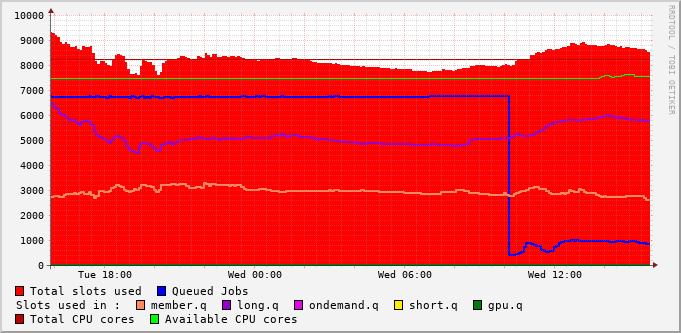 10000
9000
8000
7000
6000
5000
4000
3000
2000
1000
0
Tue 18:00 Wed 00:00 Wed 06:00 Wed 12:00
RRDTOOL / TOBI OETIKER
Total slots used Queued Jobs
Slots used in : member.q long.q ondemand.q short.q gpu.q
Total CPU cores Available CPU cores